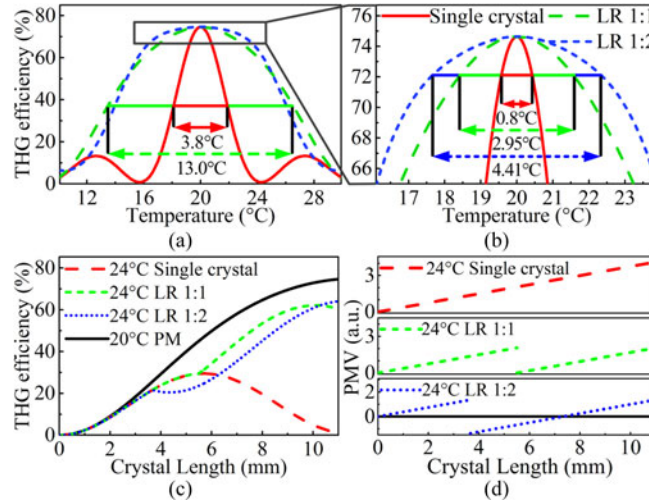 80
60
40
20
0
THG efficiency (%)
12 16 20 24 28
Temperature (°C)
3.8°C
13.0°C
(a)
76
74
72
70
68
66
THG efficiency (%)
Single crystal
LR 1:1
LR 1:2
0.8°C
2.95°C
4.41°C
17 18 19 20 21 22 23
Temperature (°C)
(b)
80
60
40
20
0
THG efficiency (%)
24°C Single crystal
24°C LR 1:1
24°C LR 1:2
20°C PM
0 2 4 6 8 10
Crystal Length (mm)
(c)
PMV (a.u.)
3
0
24°C Single crystal
3
0
24°C LR 1:1
2
0
24°C LR 1:2
0 2 4 6 8 10
Crystal Length (mm)
(d)